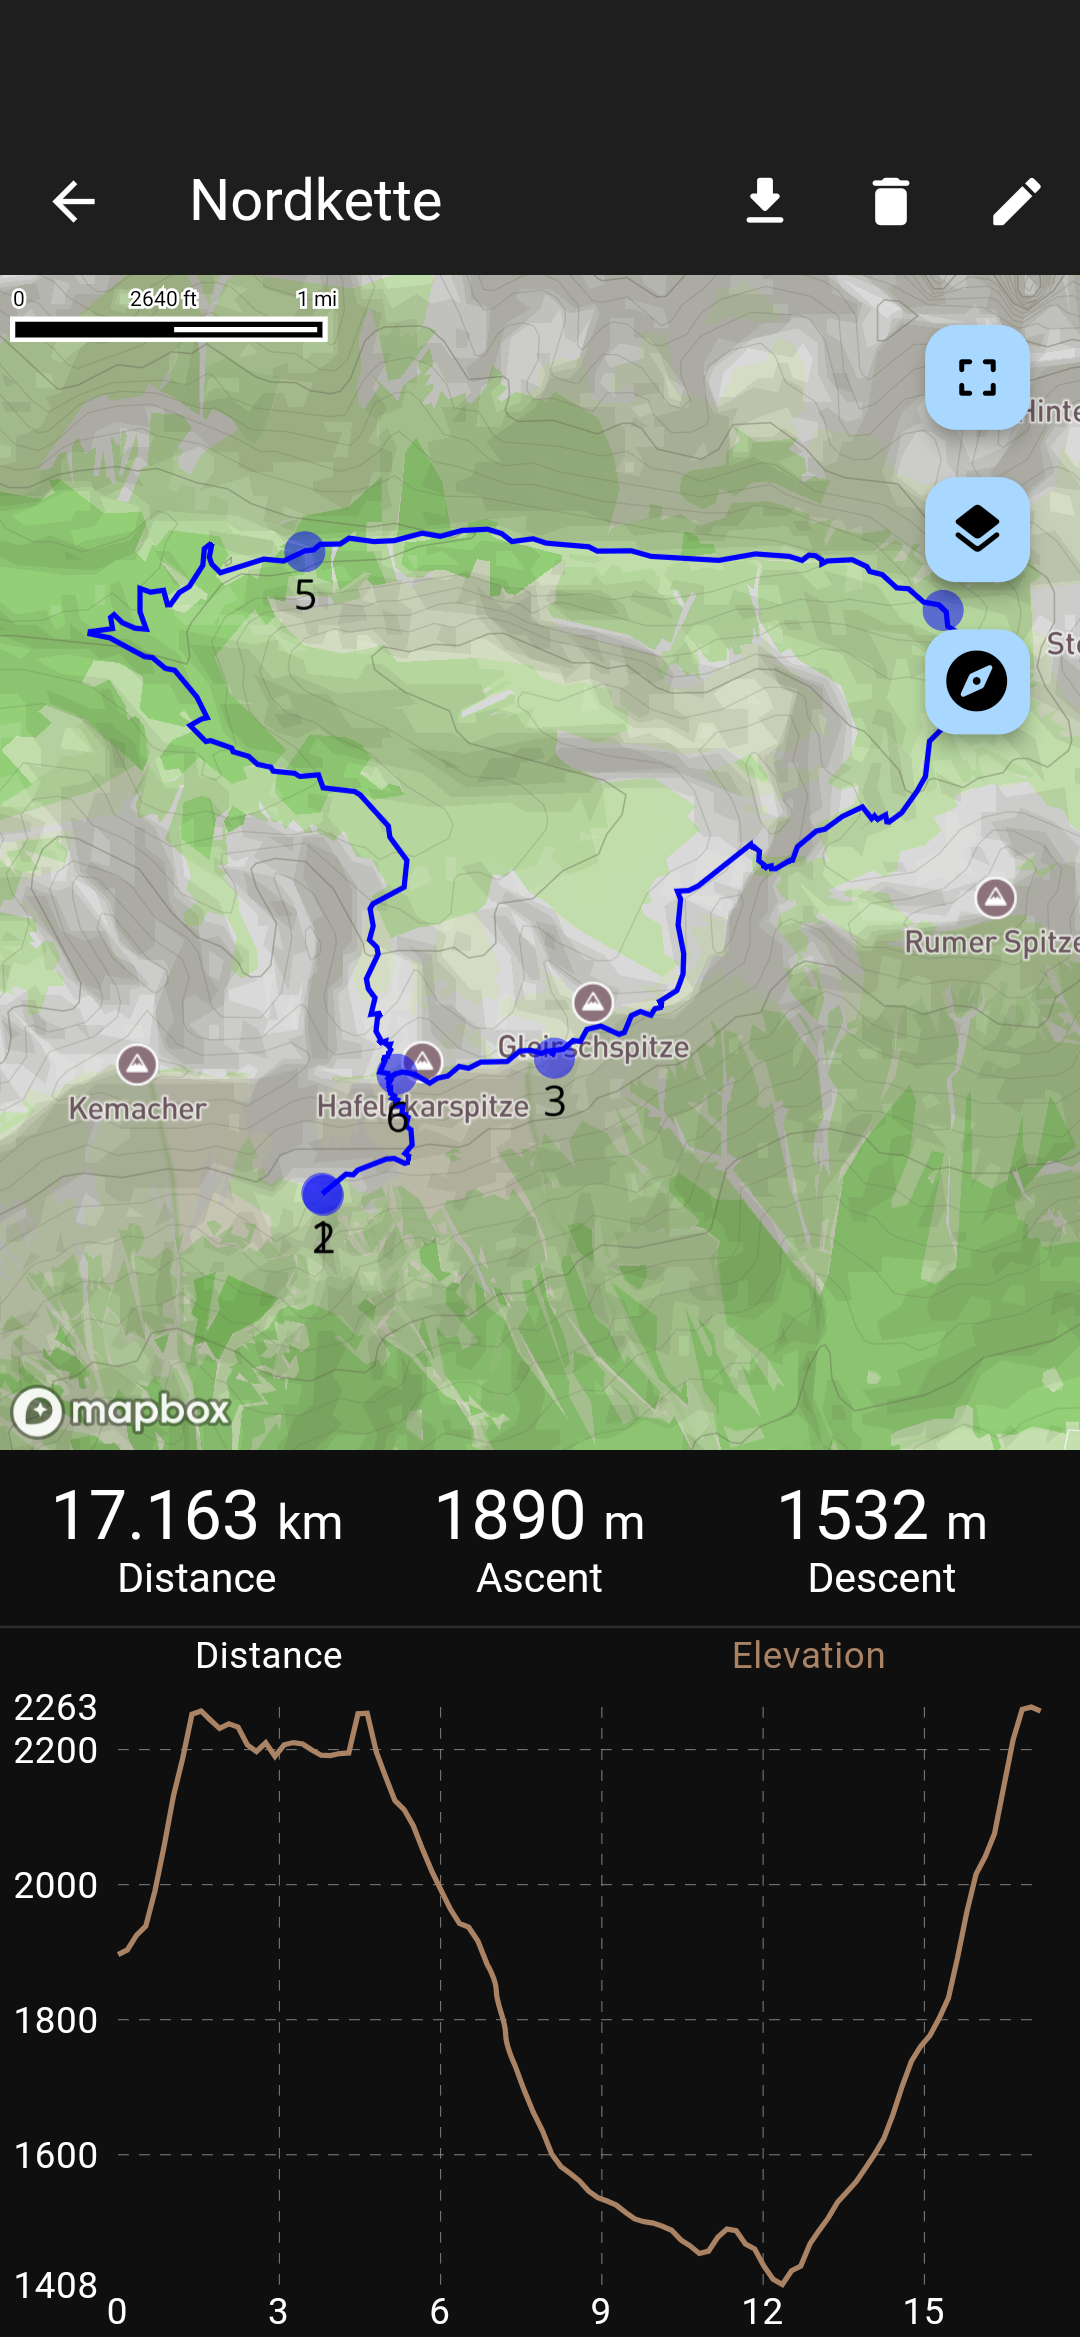 Nordkette
0 2640 ft 1 mi
Hinte
5
Ste
Rumer Spitze
Gleirschspitze
Kemacher
Hafelekarspitze
3
6
1
2
mapbox
17.163 km 1890 m 1532 m
Distance Ascent Descent
Distance Elevation
2263
2200
2000
1800
1600
1408
0 3 6 9 12 15